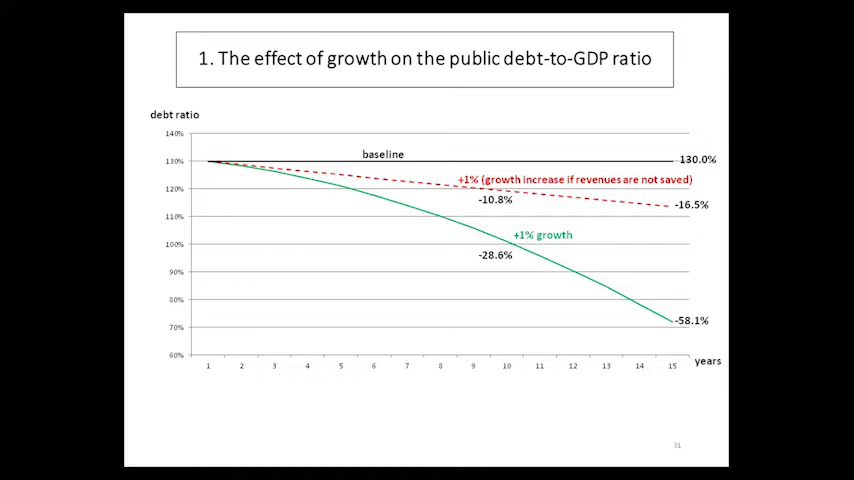 1. The effect of growth on the public debt-to-GDP ratio
debt ratio
140%
130%
120%
110%
100%
90%
80%
70%
60%
baseline
130.0%
+1% (growth increase if revenues are not saved)
-10.8%
-16.5%
+1% growth
-28.6%
-58.1%
1 2 3 4 5 6 7 8 9 10 11 12 13 14 15
years
31